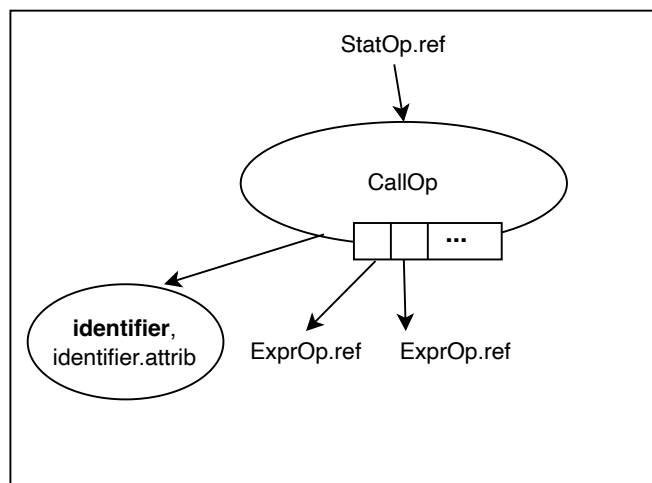 StatOp.ref
CallOp
...
identifier,
identifier.attrib
ExprOp.ref ExprOp.ref